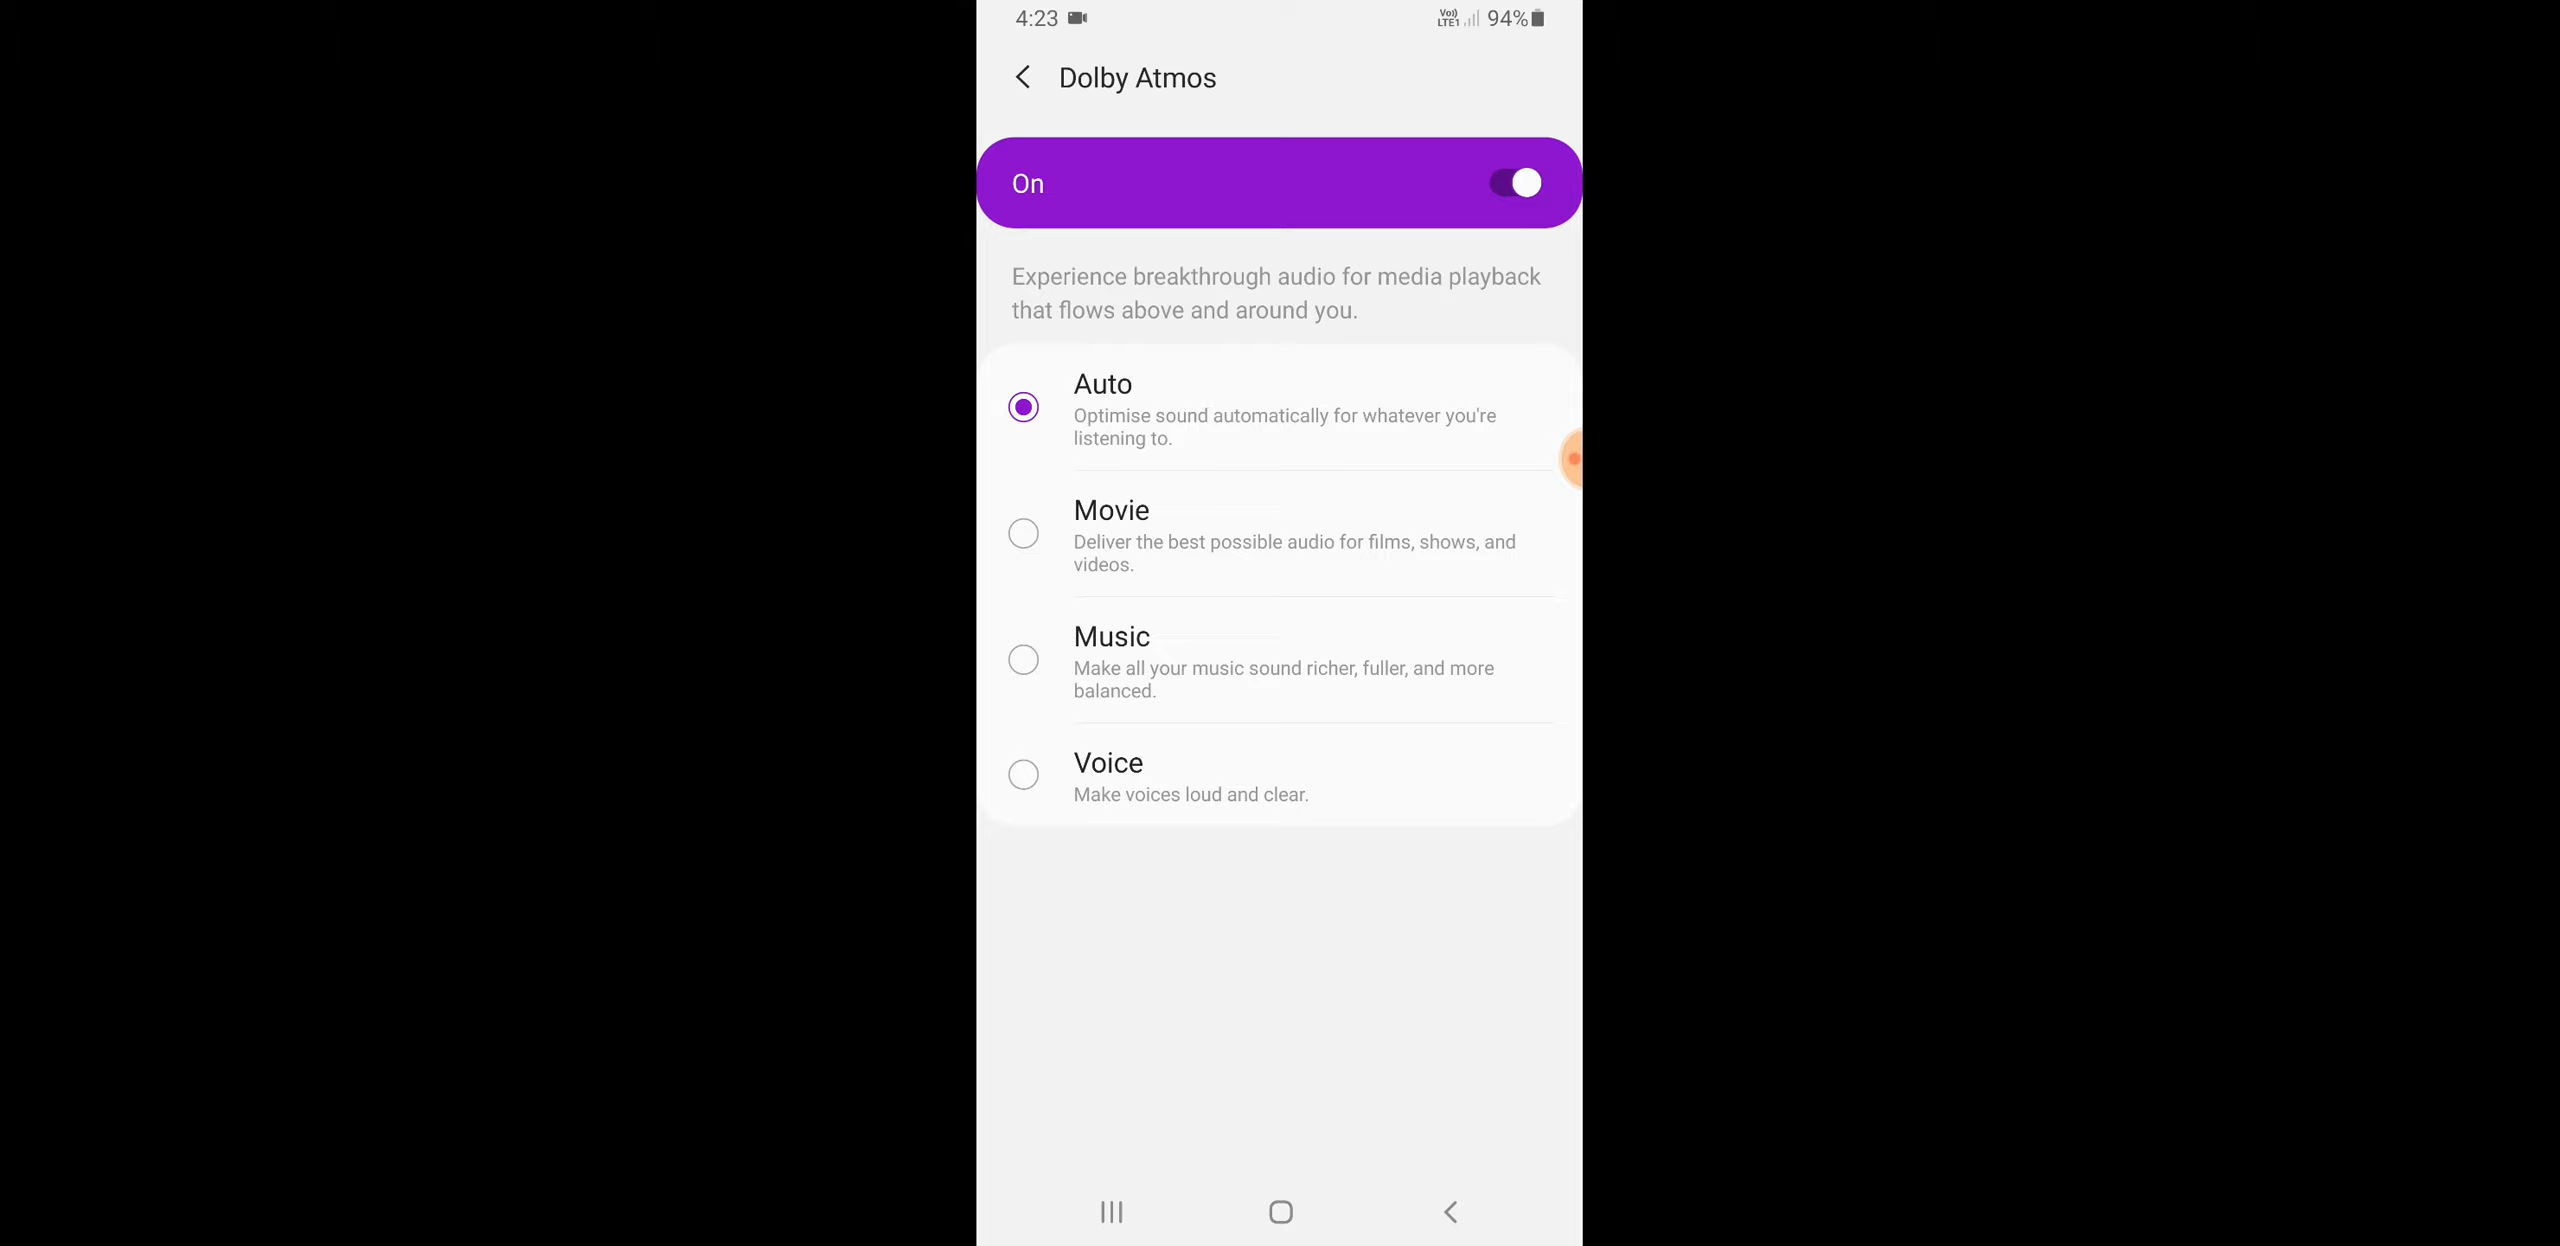 4:23
Vo)) LTE1 94%
Dolby Atmos
On
Experience breakthrough audio for media playback
that flows above and around you.
Auto
Optimise sound automatically for whatever you're
listening to.
Movie
Deliver the best possible audio for films, shows, and
videos.
Music
Make all your music sound richer, fuller, and more
balanced.
Voice
Make voices loud and clear.